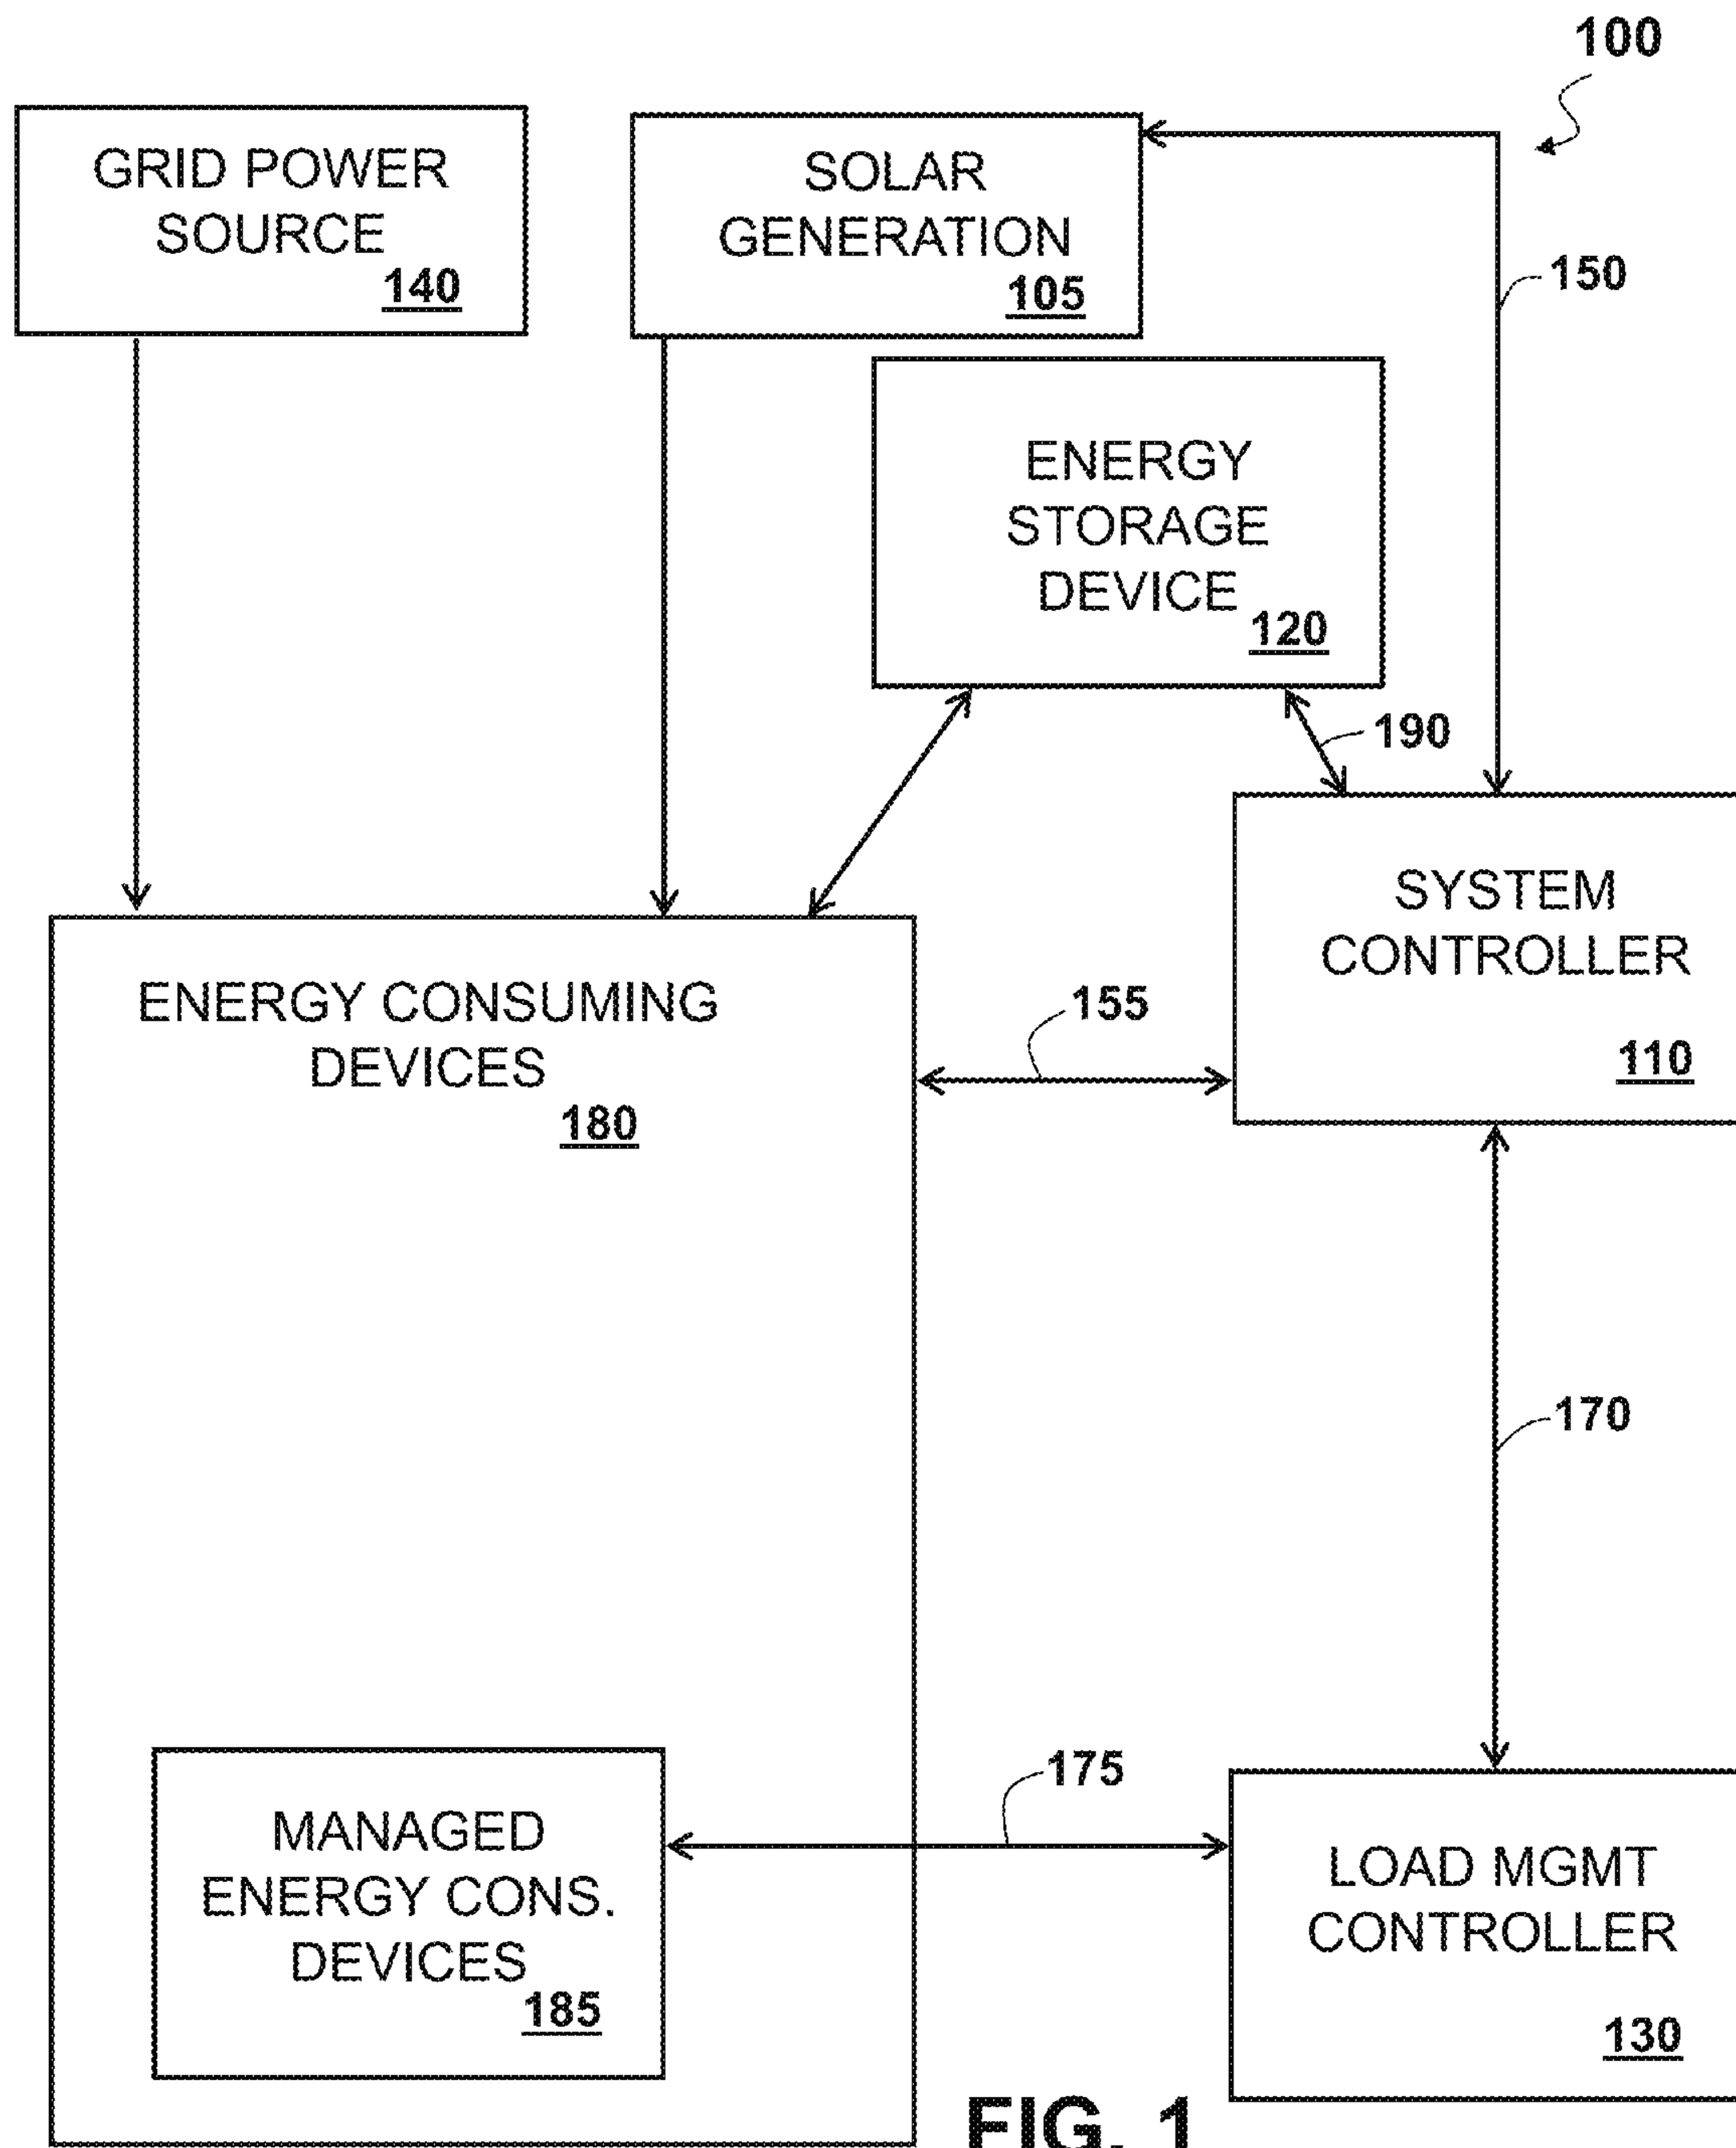 100
GRID POWER
SOURCE
140
SOLAR
GENERATION
105
150
ENERGY
STORAGE
DEVICE
120
190
SYSTEM
CONTROLLER
110
155
ENERGY CONSUMING
DEVICES
180
170
175
MANAGED
ENERGY CONS.
DEVICES
185
LOAD MGMT
CONTROLLER
130
FIG. 1